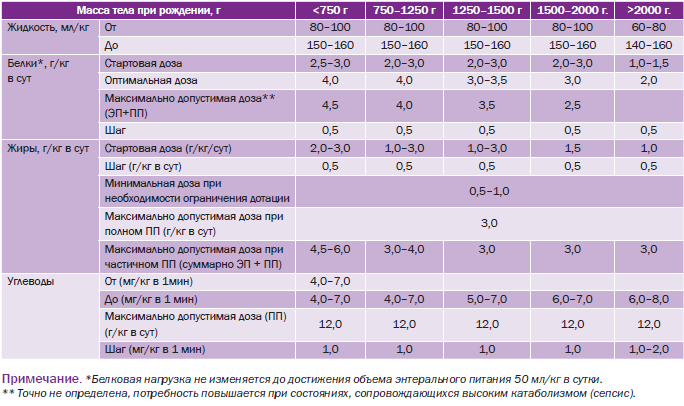 Масса тела при рождении, г <750 г 750–1250 г 1250–1500 г 1500–2000 г. >2000 г.
Жидкость, мл/кг От 80–100 80–100 80–100 80–100 60–80
До 150–160 150–160 150–160 150–160 140–160
Белки*, г/кг в сут Стартовая доза 2,5–3,0 2,0–3,0 2,0–3,0 2,0–3,0 1,0–1,5
Оптимальная доза 4,0 4,0 3,0–3,5 3,0 2,0
Максимально допустимая доза** (ЭП+ПП) 4,5 4,0 3,5 2,5
Шаг 0,5 0,5 0,5 0,5 0,5
Жиры, г/кг в сут Стартовая доза (г/кг/сут) 2,0–3,0 1,0–3,0 1,0–3,0 1,5 1,0
Шаг (г/кг в сут) 0,5 0,5 0,5 0,5 0,5
Минимальная доза при необходимости ограничения дотации 0,5–1,0
Максимально допустимая доза при полном ПП (г/кг в сут) 3,0
Максимально допустимая доза при частичном ПП (суммарно ЭП + ПП) 4,5–6,0 3,0–4,0 3,0 3,0 3,0
Углеводы От (мг/кг в 1мин) 4,0–7,0
До (мг/кг в 1 мин) 4,0–7,0 4,0–7,0 5,0–7,0 6,0–7,0 6,0–8,0
Максимально допустимая доза (ПП) (г/кг в сут) 12,0 12,0 12,0 12,0 12,0
Шаг (мг/кг в 1 мин) 1,0 1,0 1,0 1,0 1,0–2,0
Примечание. *Белковая нагрузка не изменяется до достижения объема энтерального питания 50 мл/кг в сутки.
** Точно не определена, потребность повышается при состояниях, сопровождающихся высоким катаболизмом (сепсис).